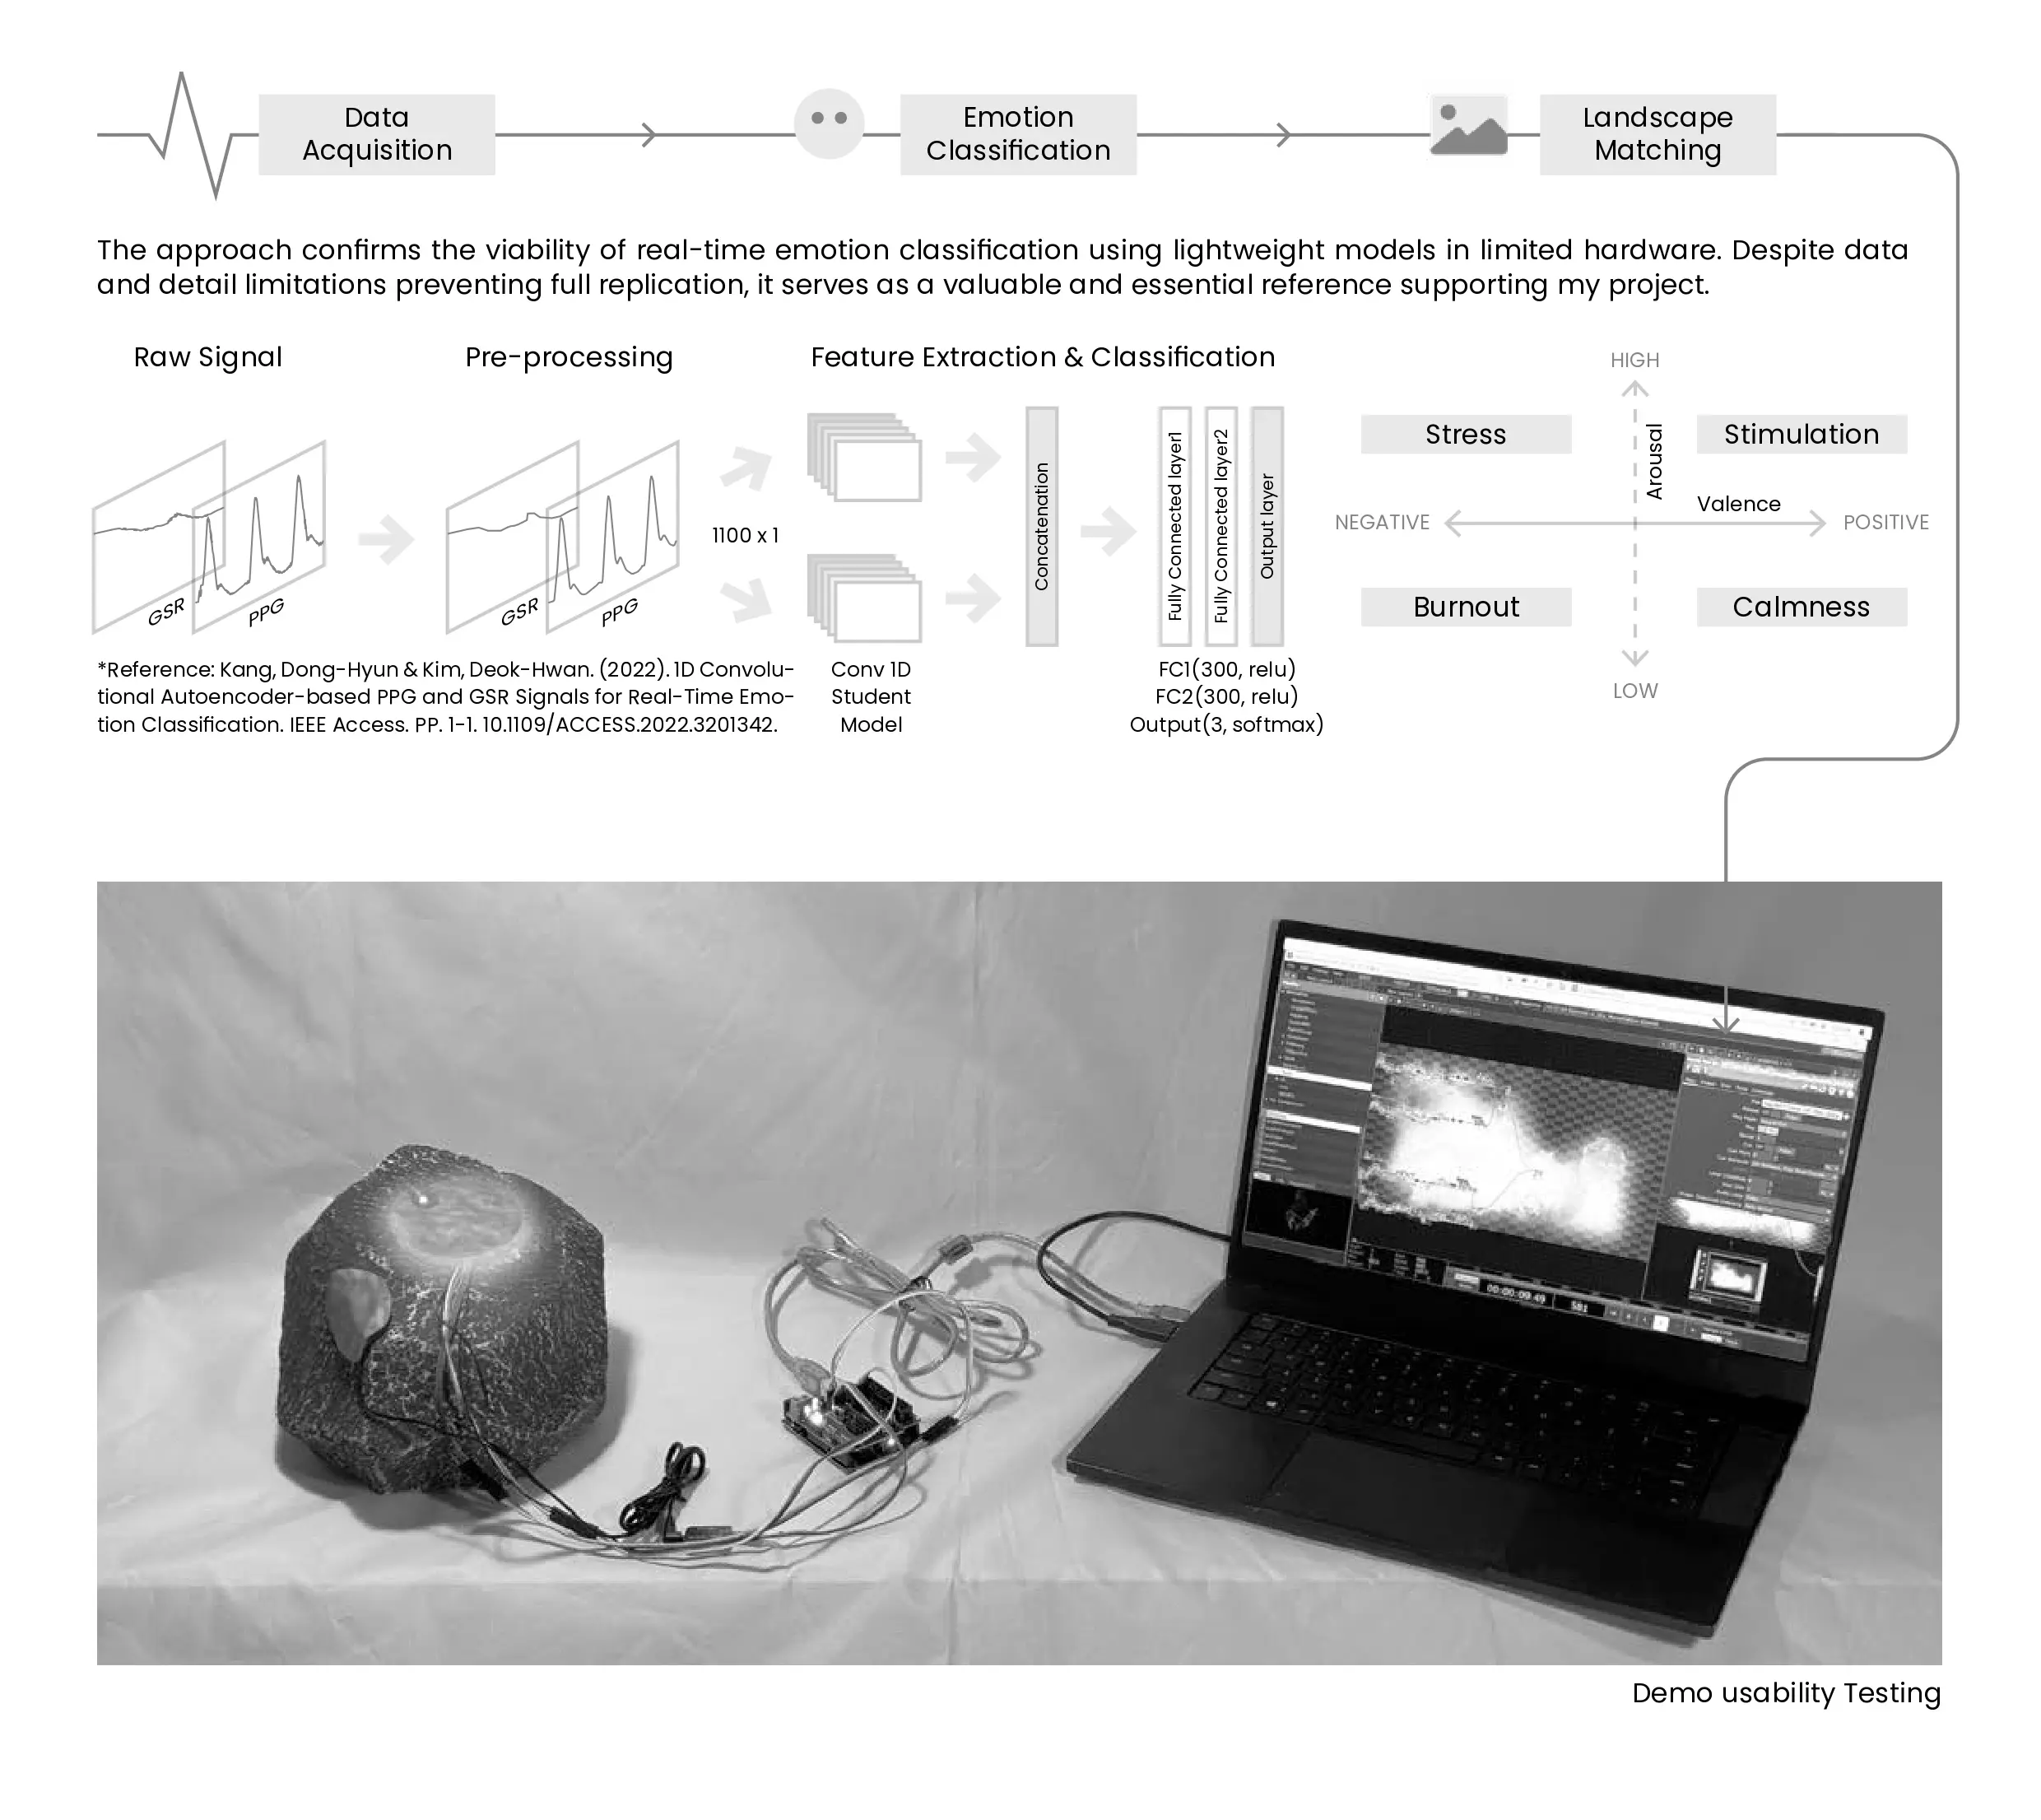 Data
Acquisition
Emotion
Classification
Landscape
Matching
The approach confirms the viability of real-time emotion classification using lightweight models in limited hardware. Despite data
and detail limitations preventing full replication, it serves as a valuable and essential reference supporting my project.
Raw Signal
Pre-processing
Feature Extraction & Classification
GSR
PPG
GSR
PPG
1100 x 1
Concatenation
Fully Connected layer1
Fully Connected layer2
Output layer
HIGH
Stress
Arousal
Stimulation
Valence
NEGATIVE
POSITIVE
Burnout
Calmness
LOW
*Reference: Kang, Dong-Hyun & Kim, Deok-Hwan. (2022). 1D Convolu-
tional Autoencoder-based PPG and GSR Signals for Real-Time Emo-
tion Classification. IEEE Access. PP. 1-1. 10.1109/ACCESS.2022.3201342.
Conv 1D
Student
Model
FC1(300, relu)
FC2(300, relu)
Output(3, softmax)
00:00:09.49
581
Demo usability Testing